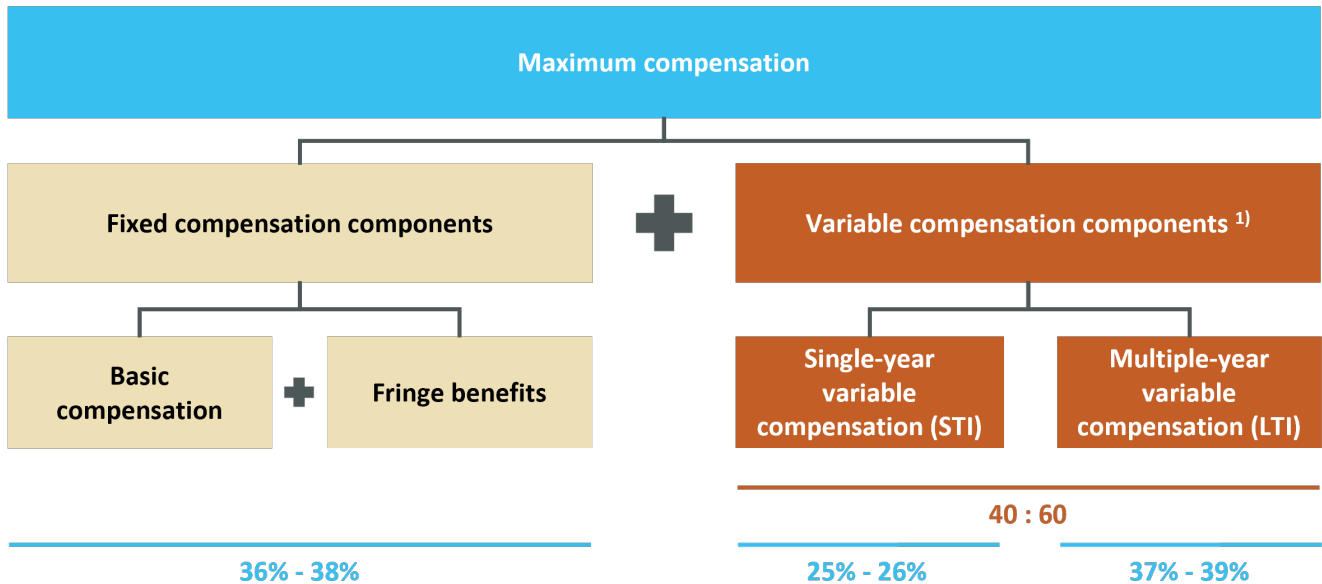 Maximum compensation
Fixed compensation components
Variable compensation components 1)
Basic
compensation
Fringe benefits
Single-year
variable
compensation (STI)
Multiple-year
variable
compensation (LTI)
40 : 60
36% - 38%
25% - 26%
37% - 39%